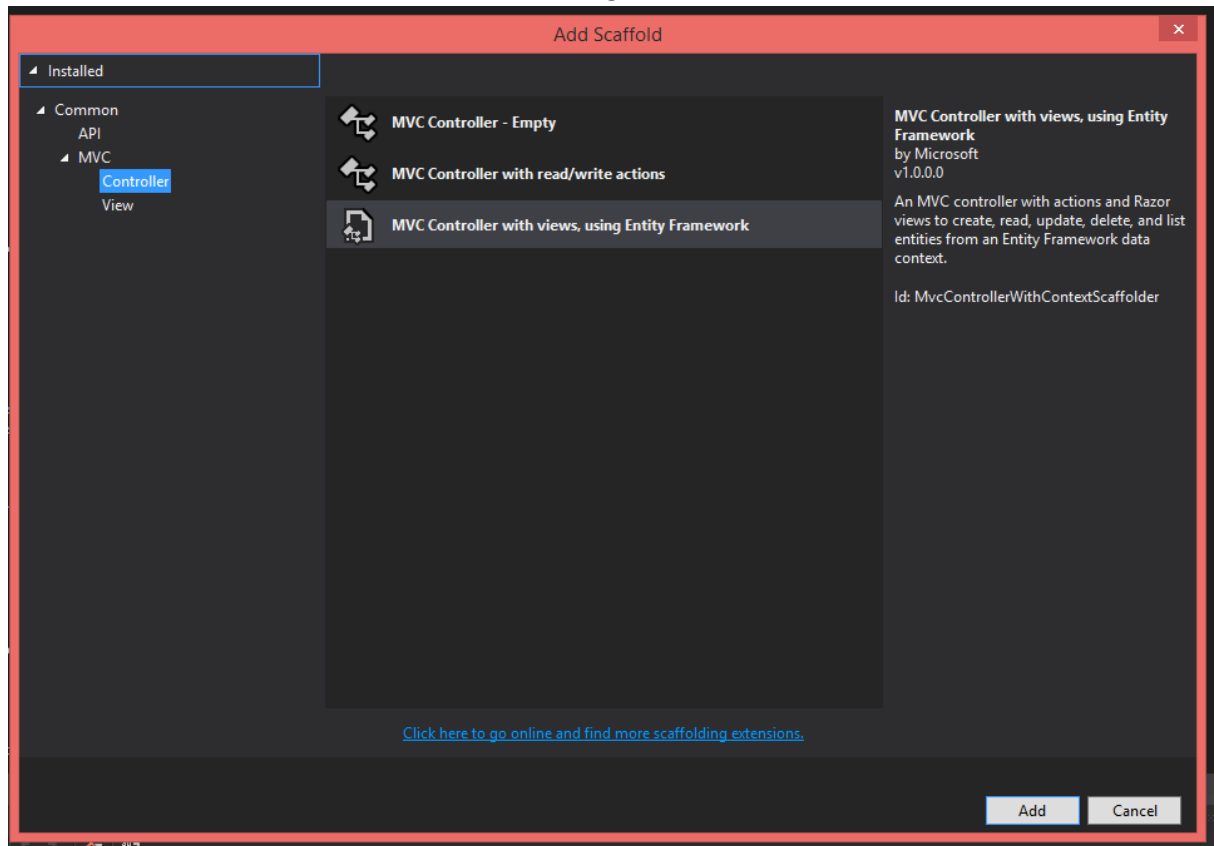 Add Scaffold
Installed
Common
API
MVC
Controller
View
MVC Controller - Empty
MVC Controller with read/write actions
MVC Controller with views, using Entity Framework
MVC Controller with views, using Entity
Framework
by Microsoft
v1.0.0.0
An MVC controller with actions and Razor
views to create, read, update, delete, and list
entities from an Entity Framework data
context.
Id: MvcControllerWithContextScaffolder
Click here to go online and find more scaffolding extensions.
Add
Cancel